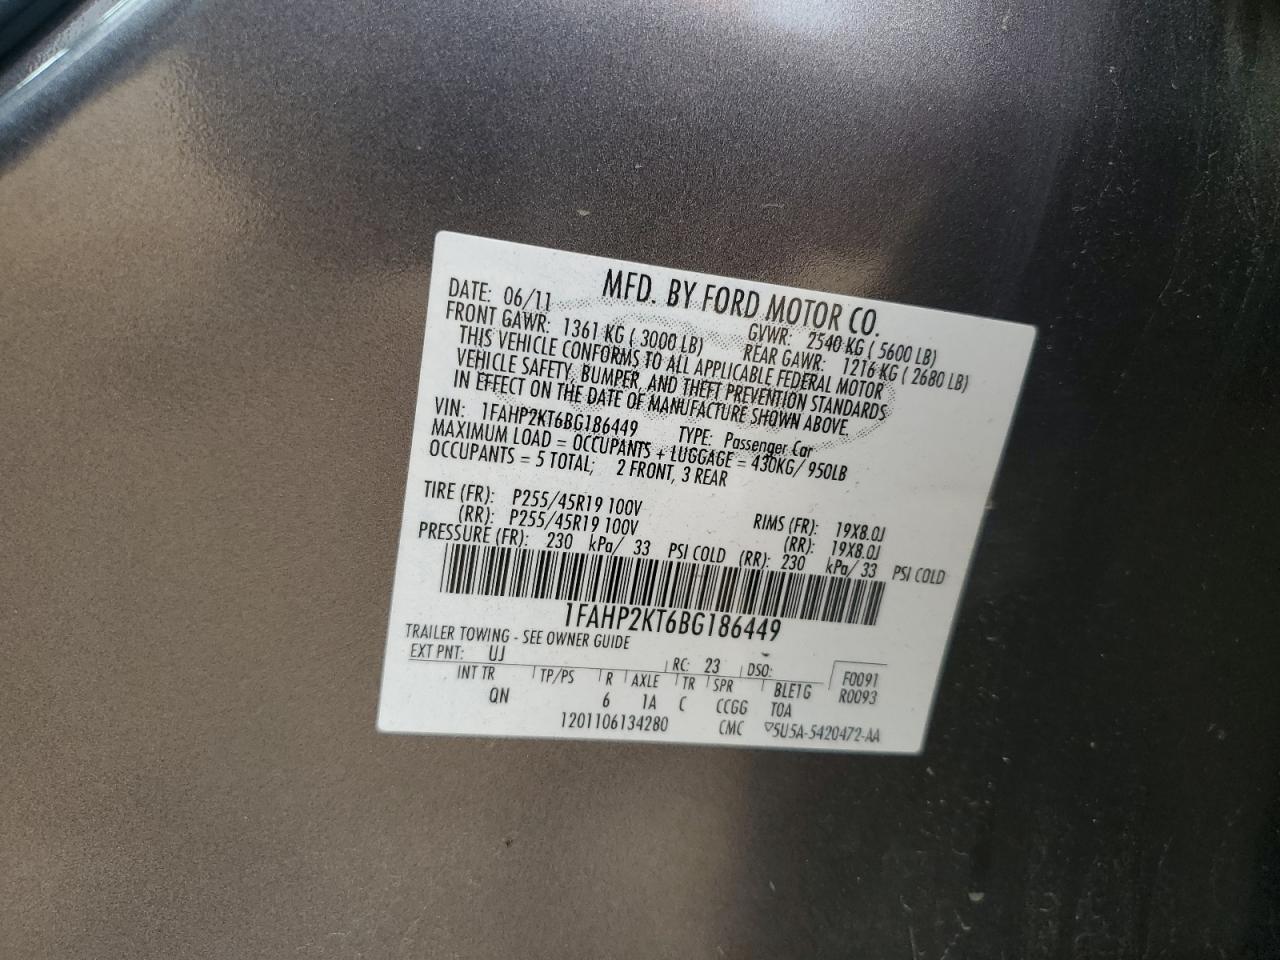 MFD. BY FORD MOTOR CO.
DATE: 06/11 GVWR: 2540 KG ( 5600 LB)
FRONT GAWR: 1361 KG ( 3000 LB) REAR GAWR: 1216 KG ( 2680 LB)
THIS VEHICLE CONFORMS TO ALL APPLICABLE FEDERAL MOTOR
VEHICLE SAFETY, BUMPER, AND THEFT PREVENTION STANDARDS
IN EFFECT ON THE DATE OF MANUFACTURE SHOWN ABOVE.
VIN: 1FAHP2KT6BG186449 TYPE: Passenger Car
MAXIMUM LOAD = OCCUPANTS + LUGGAGE = 430KG/ 950LB
OCCUPANTS = 5 TOTAL; 2 FRONT, 3 REAR
TIRE (FR): P255/45R19 100V RIMS (FR): 19X8.0J
(RR): P255/45R19 100V (RR): 19X8.0J
PRESSURE (FR): 230 kPa/ 33 PSI COLD (RR): 230 kPa/ 33 PSI COLD
1FAHP2KT6BG186449
TRAILER TOWING - SEE OWNER GUIDE
EXT PNT: UJ RC: 23 DSO: F0091
INT TR TP/PS R AXLE TR SPR BLE1G R0093
QN 6 1A C CCGG TOA
1201106134280 CMC ▽5U5A-5420472-AA